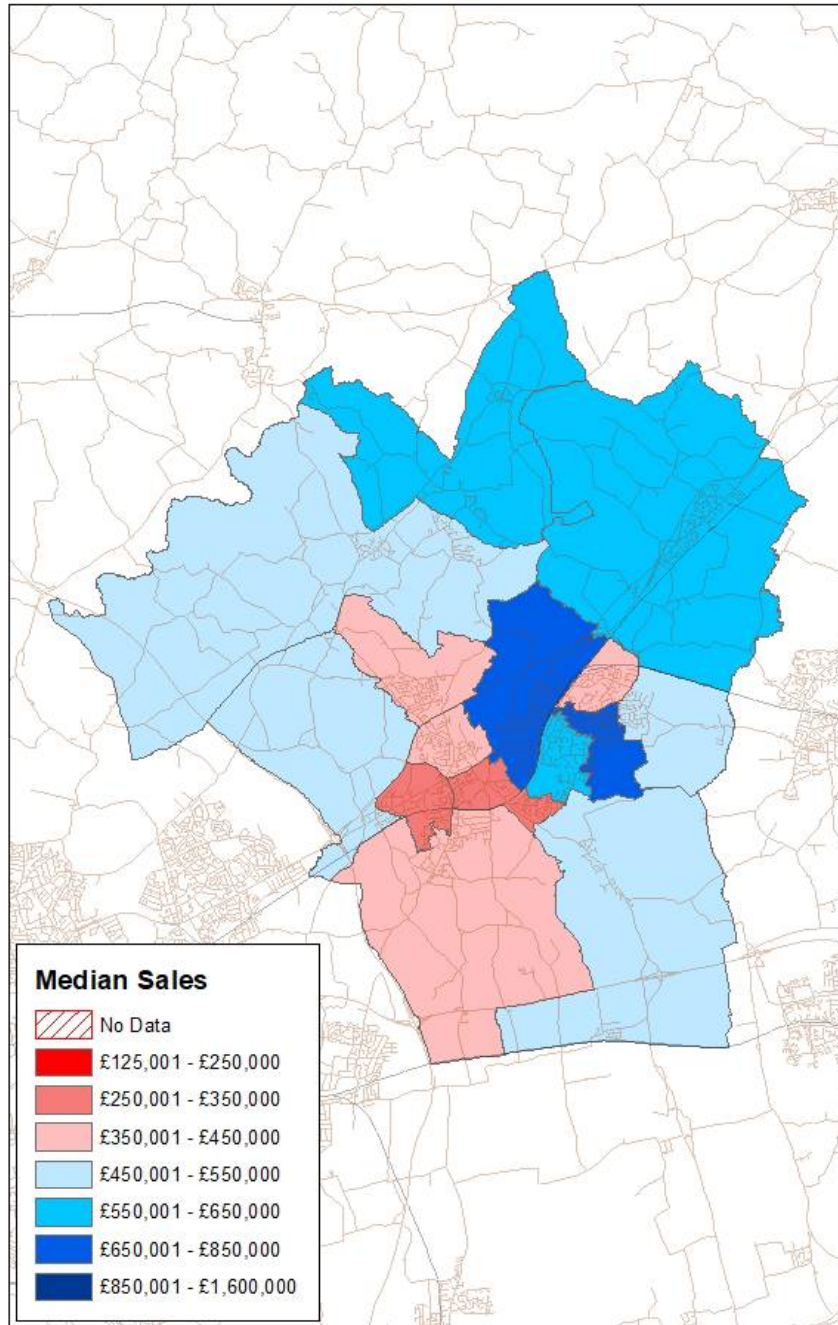 Median Sales
No Data
£125,001 - £250,000
£250,001 - £350,000
£350,001 - £450,000
£450,001 - £550,000
£550,001 - £650,000
£650,001 - £850,000
£850,001 - £1,600,000